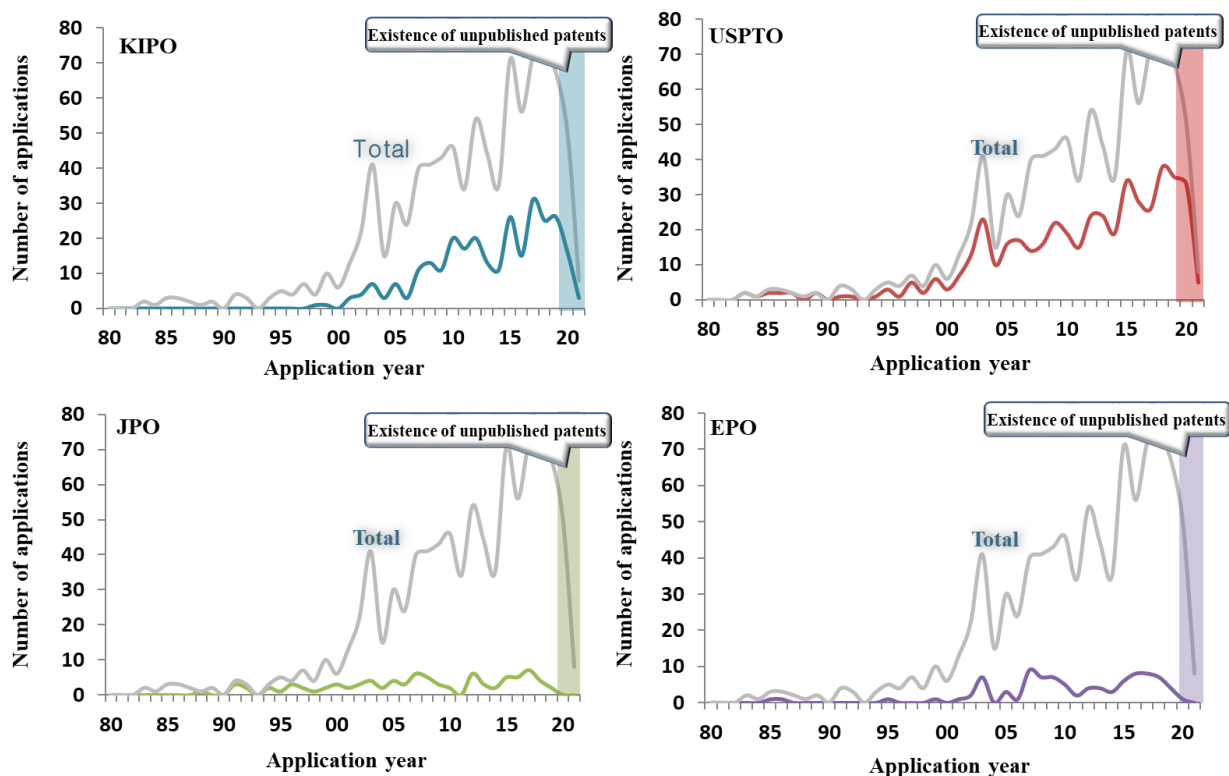 KIPO
Existence of unpublished patents
Total
Number of applications
80
70
60
50
40
30
20
10
0
80 85 90 95 00 05 10 15 20
Application year
USPTO
Existence of unpublished patents
Total
Number of applications
80
70
60
50
40
30
20
10
0
80 85 90 95 00 05 10 15 20
Application year
JPO
Existence of unpublished patents
Total
Number of applications
80
70
60
50
40
30
20
10
0
80 85 90 95 00 05 10 15 20
Application year
EPO
Existence of unpublished patents
Total
Number of applications
80
70
60
50
40
30
20
10
0
80 85 90 95 00 05 10 15 20
Application year